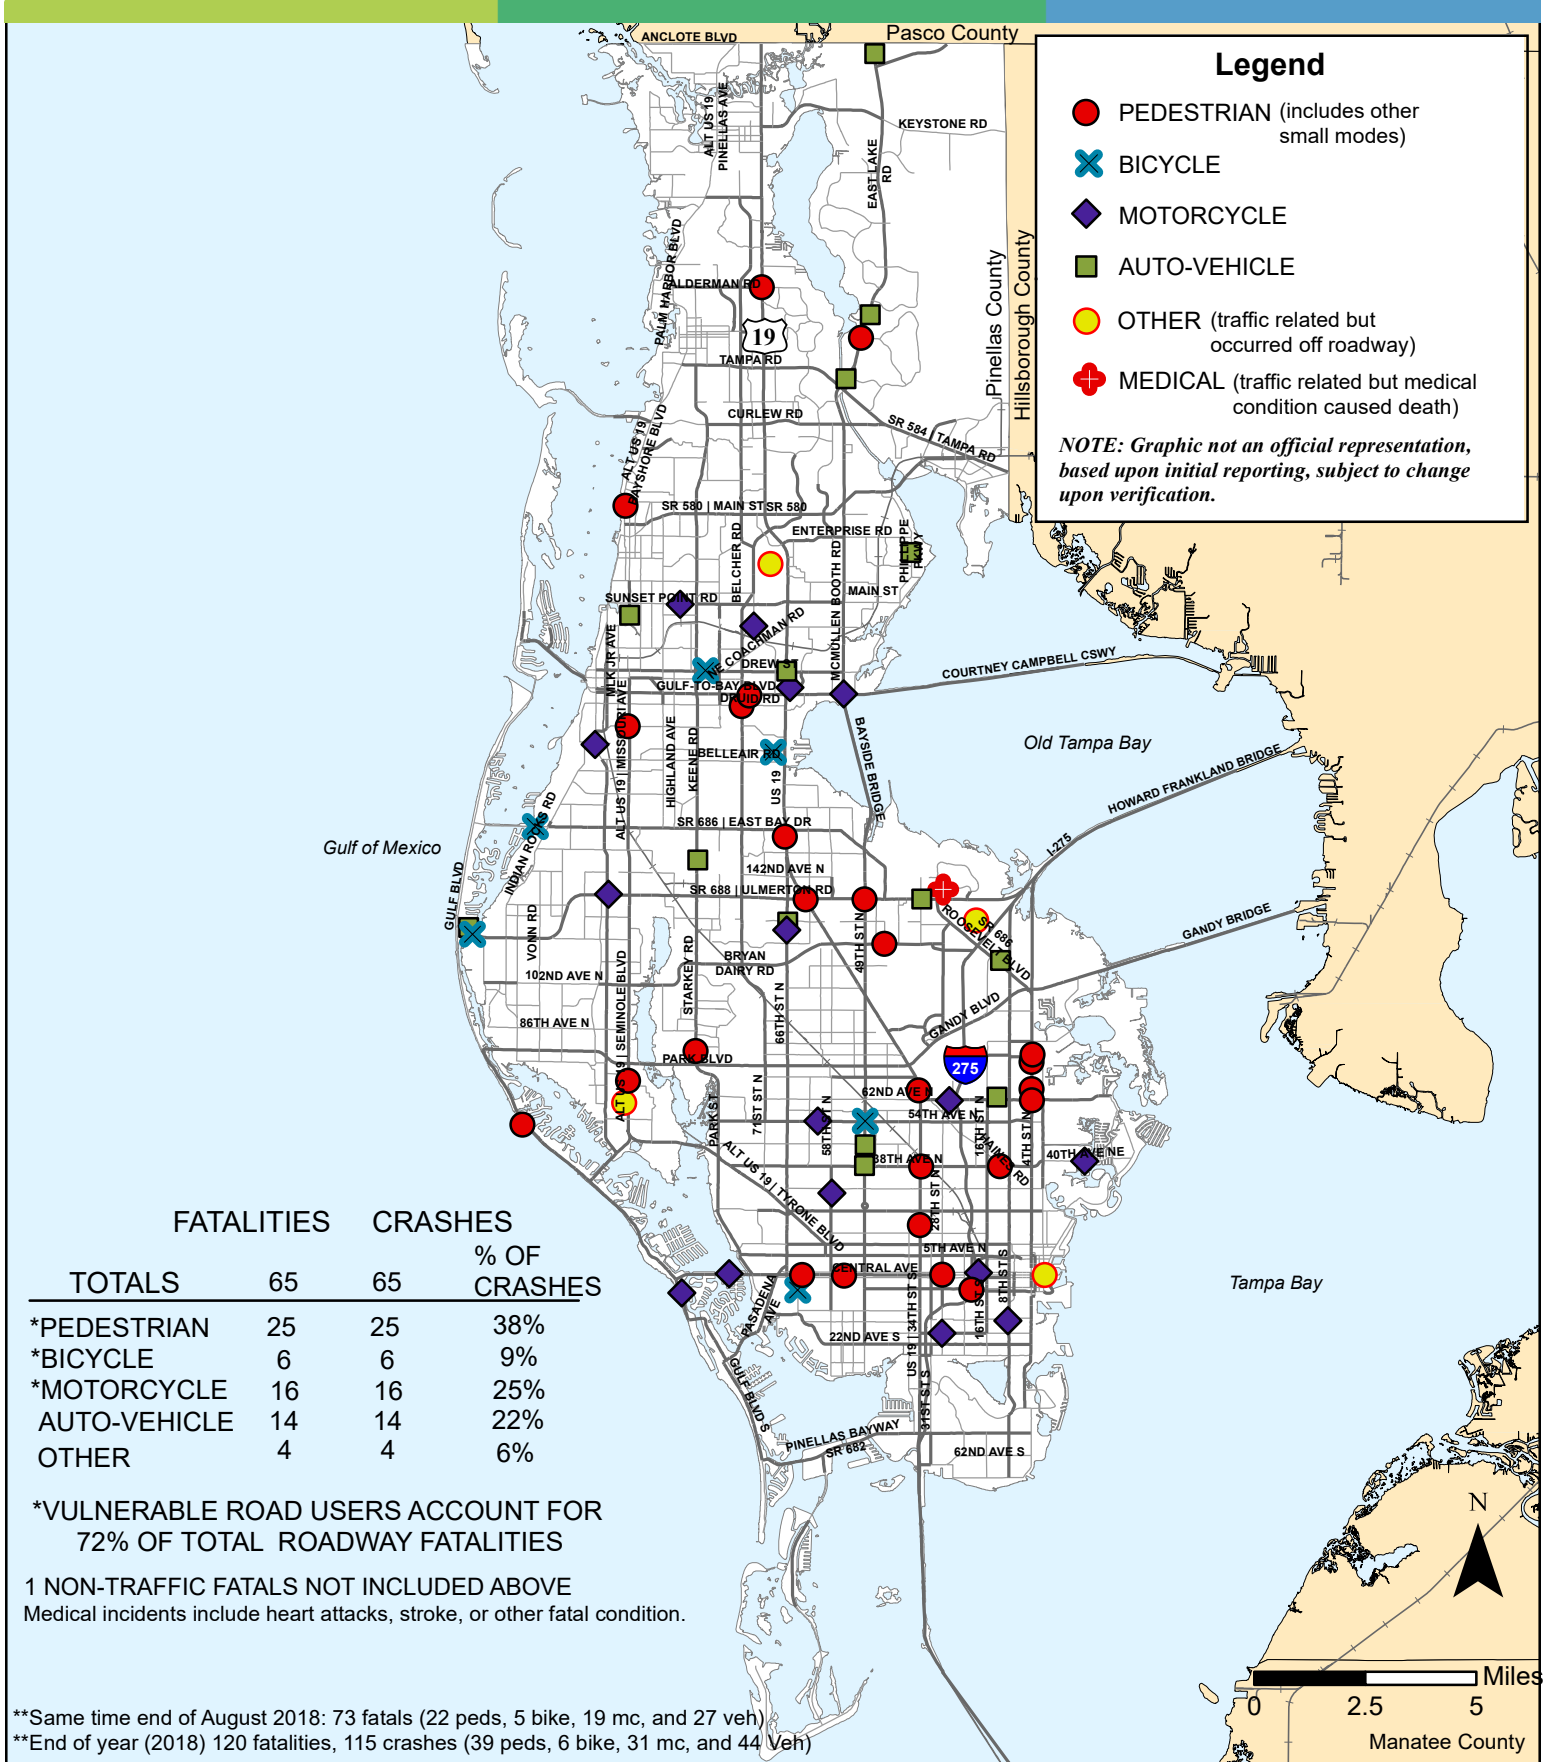 Pasco County
ANCLOTE BLVD
Legend
PEDESTRIAN (includes other
small modes)
BICYCLE
MOTORCYCLE
AUTO-VEHICLE
OTHER (traffic related but
occurred off roadway)
MEDICAL (traffic related but medical
condition caused death)
NOTE: Graphic not an official representation,
based upon initial reporting, subject to change
upon verification.
ALT US 19
PINELLAS AVE
KEYSTONE RD
EAST LAKE
RD
Pinellas County
Hillsborough County
PALM HARBOR BLVD
ALDERMAN RD
19
TAMPA RD
CURLEW RD
SR 584 / TAMPA RD
ALT US 19
BAYSHORE BLVD
SR 580 | MAIN ST
SR 580
ENTERPRISE RD
PHILIPPE
PKWY
BELCHER RD
MCMULLEN BOOTH RD
MAIN ST
SUNSET POINT RD
NE COACHMAN RD
MLK JR AVE
DREW ST
GULF-TO-BAY BLVD
DRUID RD
COURTNEY CAMPBELL CSWY
ALT US 19 | MISSOURI AVE
HIGHLAND AVE
KEENE RD
BELLEAIR RD
US 19
BAYSIDE BRIDGE
Old Tampa Bay
HOWARD FRANKLAND BRIDGE
I-275
Gulf of Mexico
INDIAN ROCKS RD
SR 686 | EAST BAY DR
142ND AVE N
SR 688 | ULMERTON RD
GULF BLVD
VONN RD
49TH ST N
SR 686
ROOSEVELT BLVD
GANDY BRIDGE
STARKEY RD
BRYAN
DAIRY RD
102ND AVE N
66TH ST N
GANDY BLVD
86TH AVE N
ALT US 19 | SEMINOLE BLVD
PARK BLVD
275
62ND AVE N
54TH AVE N
PARK ST
71ST ST N
58TH ST N
16TH ST N
4TH ST N
HAINES RD
38TH AVE N
40TH AVE NE
ALT US 19 | TYRONE BLVD
28TH ST N
5TH AVE N
CENTRAL AVE
PASADENA
AVE
US 19 | 34TH ST S
16TH ST S
8TH ST S
22ND AVE S
31ST ST S
GULF BLVD S
PINELLAS BAYWAY
SR 682
62ND AVE S
Tampa Bay
FATALITIES CRASHES
TOTALS 65 65 % OF
CRASHES
*PEDESTRIAN 25 25 38%
*BICYCLE 6 6 9%
*MOTORCYCLE 16 16 25%
AUTO-VEHICLE 14 14 22%
OTHER 4 4 6%
*VULNERABLE ROAD USERS ACCOUNT FOR
72% OF TOTAL ROADWAY FATALITIES
1 NON-TRAFFIC FATALS NOT INCLUDED ABOVE
Medical incidents include heart attacks, stroke, or other fatal condition.
N
Miles
0 2.5 5
Manatee County
**Same time end of August 2018: 73 fatals (22 peds, 5 bike, 19 mc, and 27 veh)
**End of year (2018) 120 fatalities, 115 crashes (39 peds, 6 bike, 31 mc, and 44 Veh)